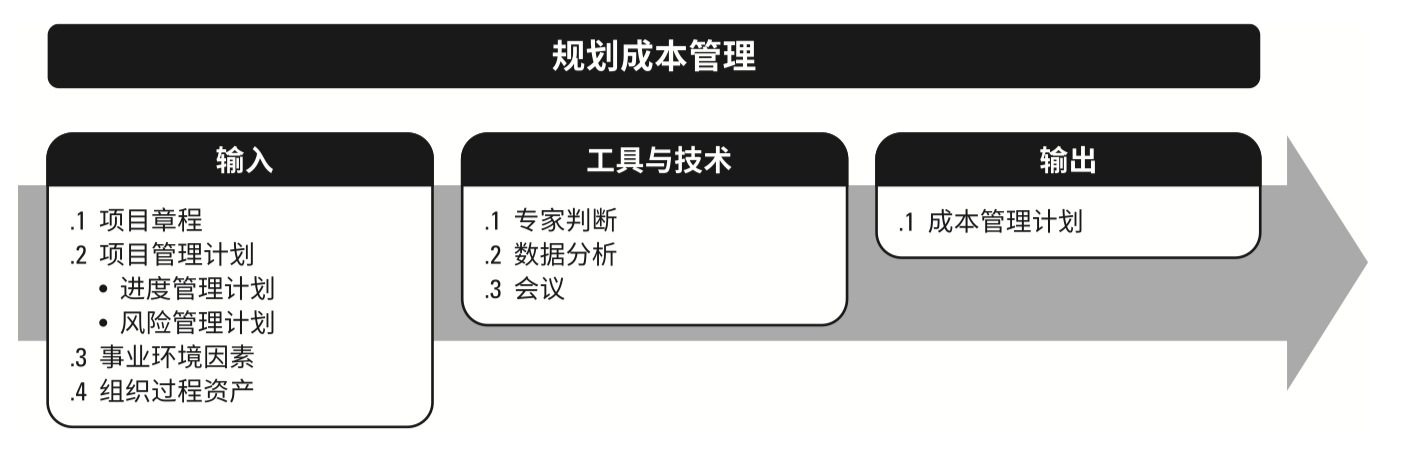 规划成本管理
输入
.1 项目章程
.2 项目管理计划
• 进度管理计划
• 风险管理计划
.3 事业环境因素
.4 组织过程资产
工具与技术
.1 专家判断
.2 数据分析
.3 会议
输出
.1 成本管理计划